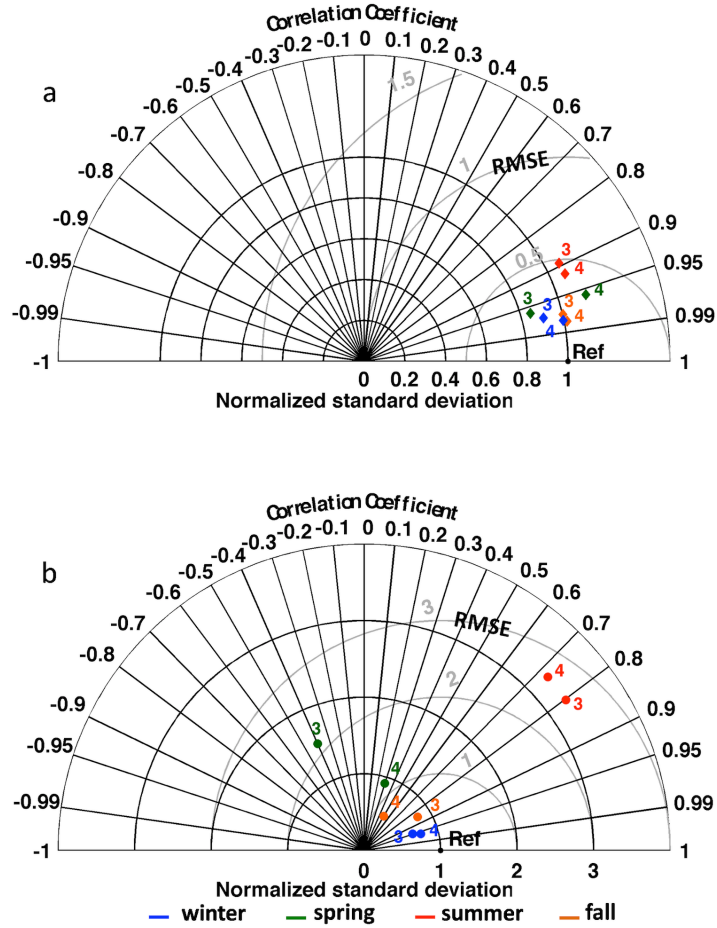 Correlation Coefficient
-0.3 -0.2 -0.1 0 0.1 0.2 0.3
-0.4 0.4
-0.5 0.5
-0.6 0.6
-0.7 0.7
-0.8 0.8
-0.9 0.9
-0.95 0.95
-0.99 0.99
-1 1
a
1.5
1
RMSE
0.5
3
4
3 3 3 4
4 4
Ref
0 0.2 0.4 0.6 0.8 1
Normalized standard deviation
Correlation Coefficient
-0.3 -0.2 -0.1 0 0.1 0.2 0.3
-0.4 0.4
-0.5 0.5
-0.6 0.6
-0.7 0.7
-0.8 0.8
-0.9 0.9
-0.95 0.95
-0.99 0.99
-1 1
b
3
RMSE
2
1
4
3
3
4
4 3
3 4
Ref
0 1 2 3
Normalized standard deviation
winter spring summer fall